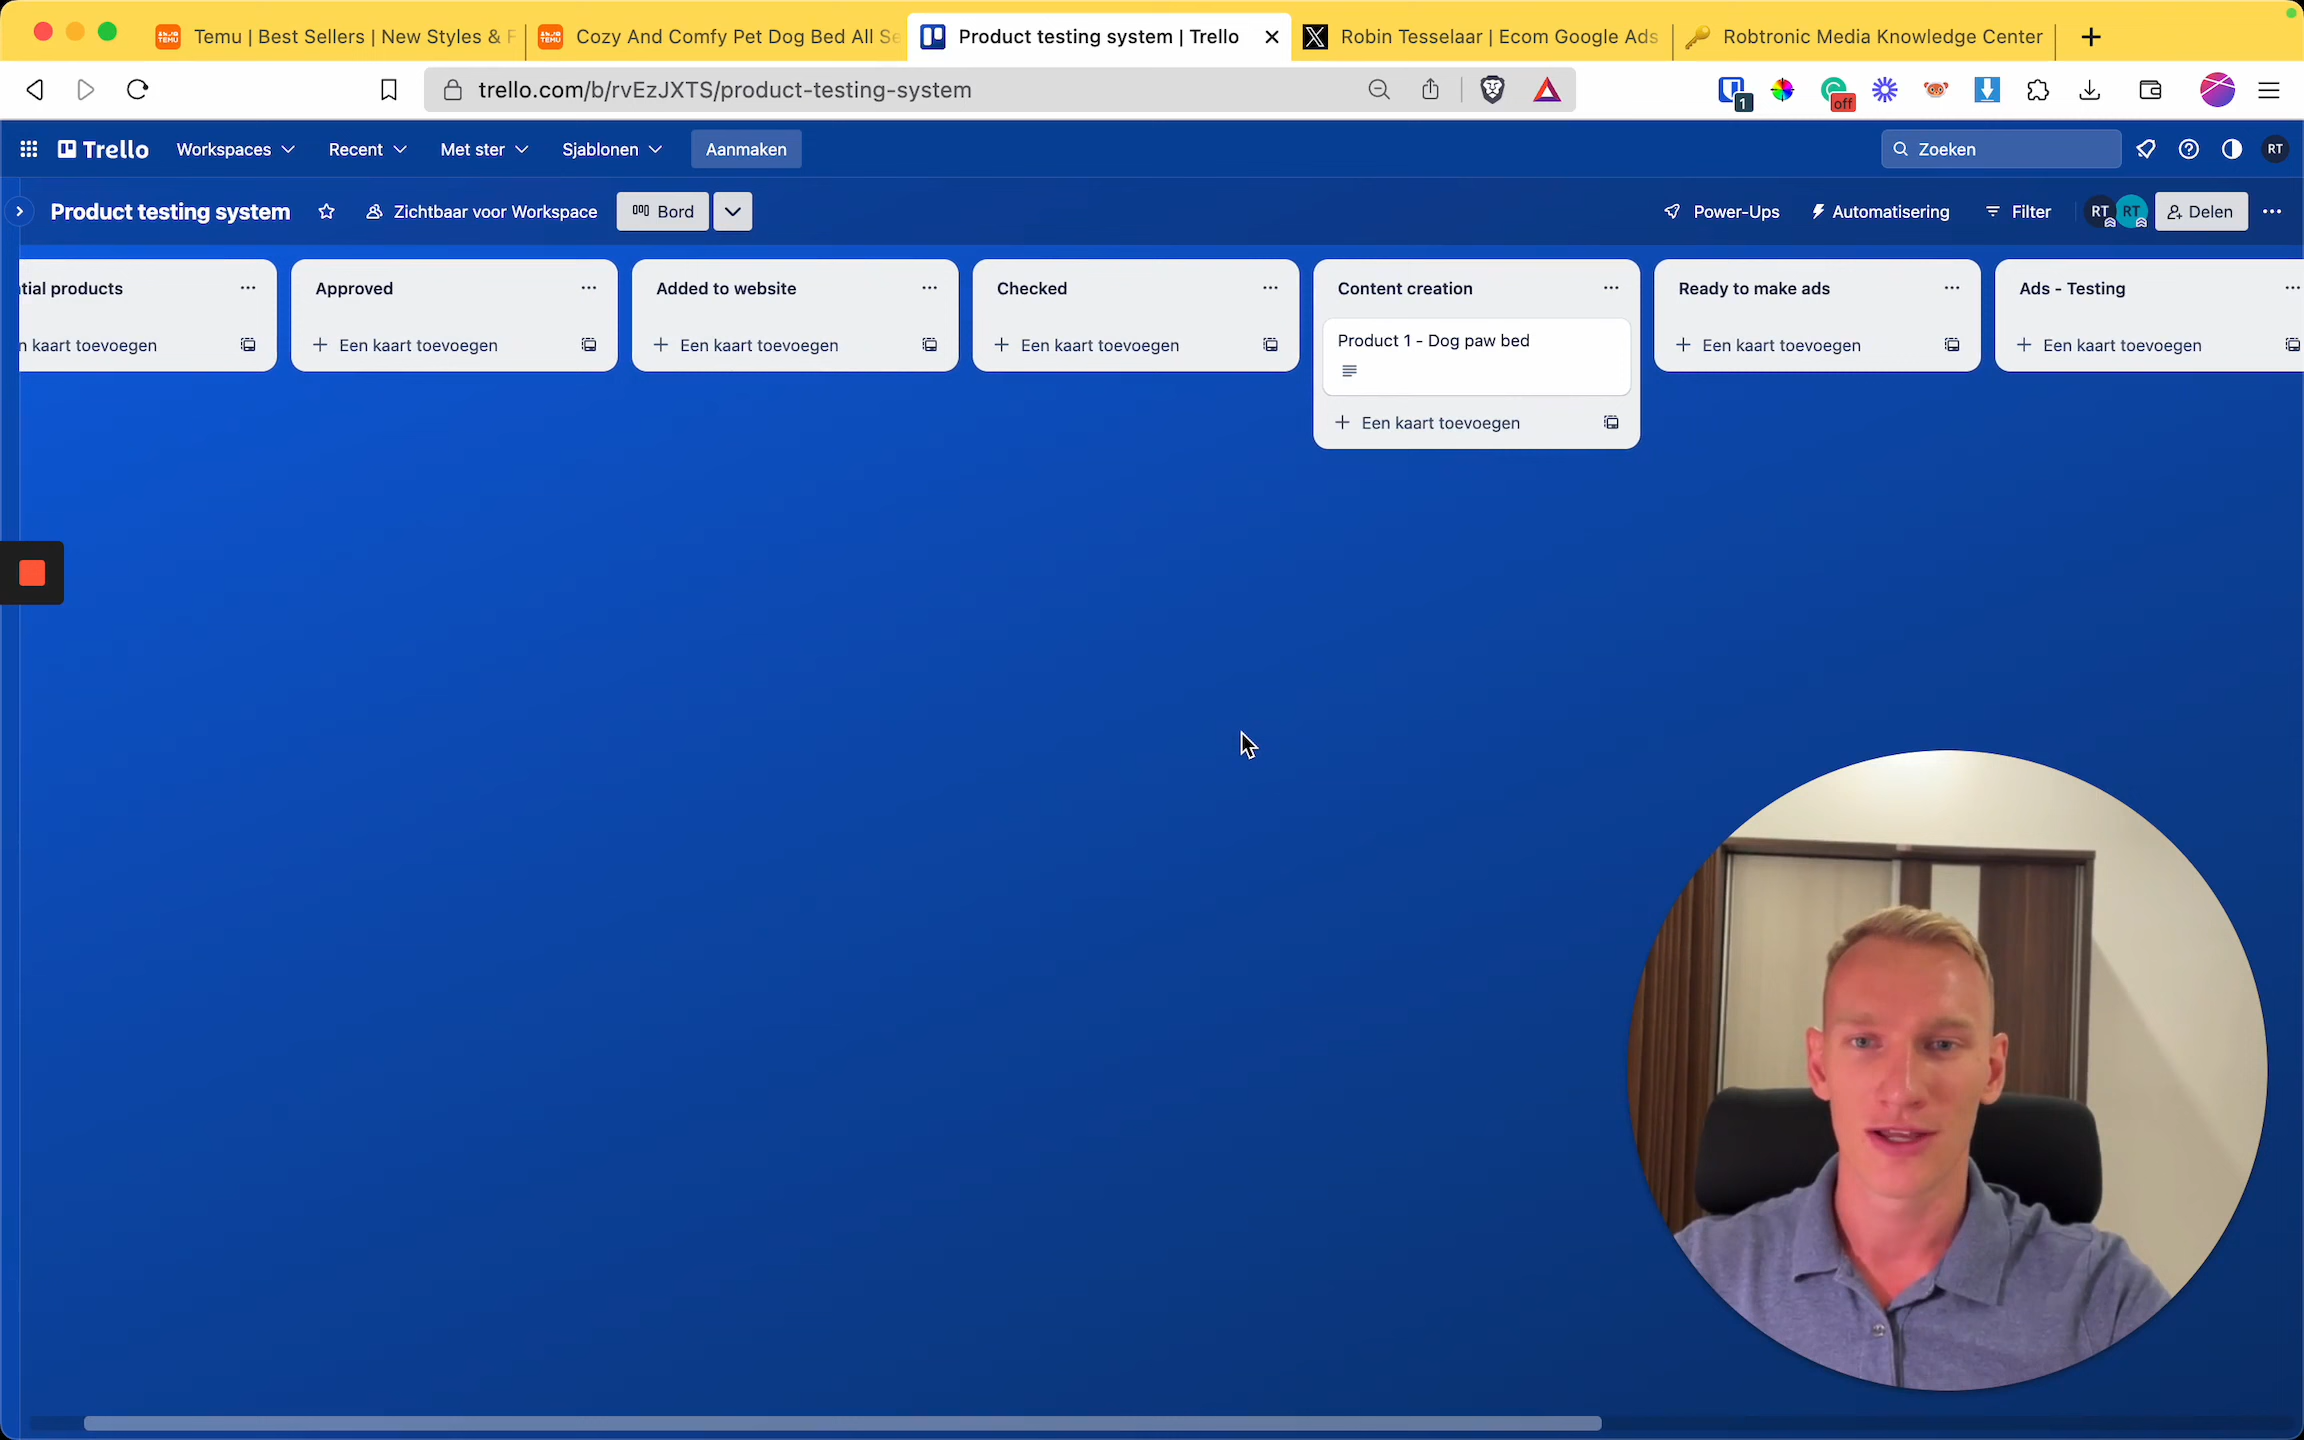 Temu | Best Sellers | New Styles & F
Cozy And Comfy Pet Dog Bed All Se
Product testing system | Trello
Robin Tesselaar | Ecom Google Ads
Robtronic Media Knowledge Center
trello.com/b/rvEzJXTS/product-testing-system
1
off
Trello
Workspaces
Recent
Met ster
Sjablonen
Aanmaken
Zoeken
RT
Product testing system
Zichtbaar voor Workspace
Bord
Power-Ups
Automatisering
Filter
RT
RT
Delen
tial products
n kaart toevoegen
Approved
Een kaart toevoegen
Added to website
Een kaart toevoegen
Checked
Een kaart toevoegen
Content creation
Product 1 - Dog paw bed
Een kaart toevoegen
Ready to make ads
Een kaart toevoegen
Ads - Testing
Een kaart toevoegen